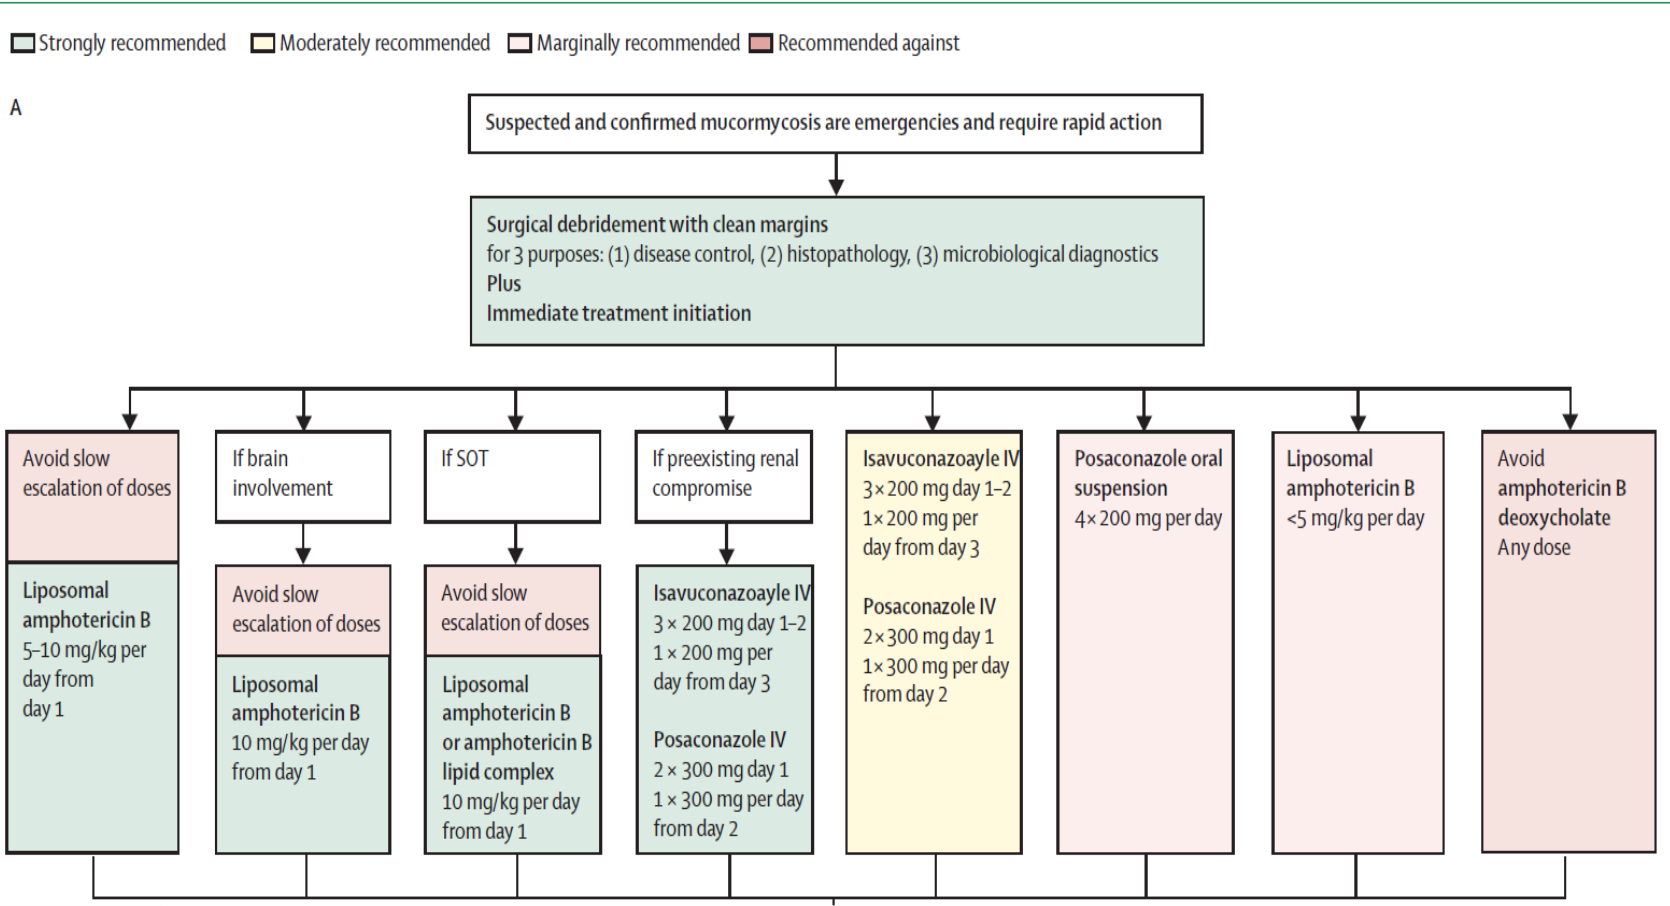 Strongly recommended
Moderately recommended
Marginally recommended
Recommended against
A
Suspected and confirmed mucormycosis are emergencies and require rapid action
Surgical debridement with clean margins
for 3 purposes: (1) disease control, (2) histopathology, (3) microbiological diagnostics
Plus
Immediate treatment initiation
Avoid slow
escalation of doses
Liposomal
amphotericin B
5–10 mg/kg per
day from
day 1
If brain
involvement
Avoid slow
escalation of doses
Liposomal
amphotericin B
10 mg/kg per day
from day 1
If SOT
Avoid slow
escalation of doses
Liposomal
amphotericin B
or amphotericin B
lipid complex
10 mg/kg per day
from day 1
If preexisting renal
compromise
Isavuconazoayle IV
3 × 200 mg day 1–2
1 × 200 mg per
day from day 3
Posaconazole IV
2 × 300 mg day 1
1 × 300 mg per day
from day 2
Isavuconazoayle IV
3×200 mg day 1–2
1×200 mg per
day from day 3
Posaconazole IV
2×300 mg day 1
1×300 mg per day
from day 2
Posaconazole oral
suspension
4×200 mg per day
Liposomal
amphotericin B
<5 mg/kg per day
Avoid
amphotericin B
deoxycholate
Any dose